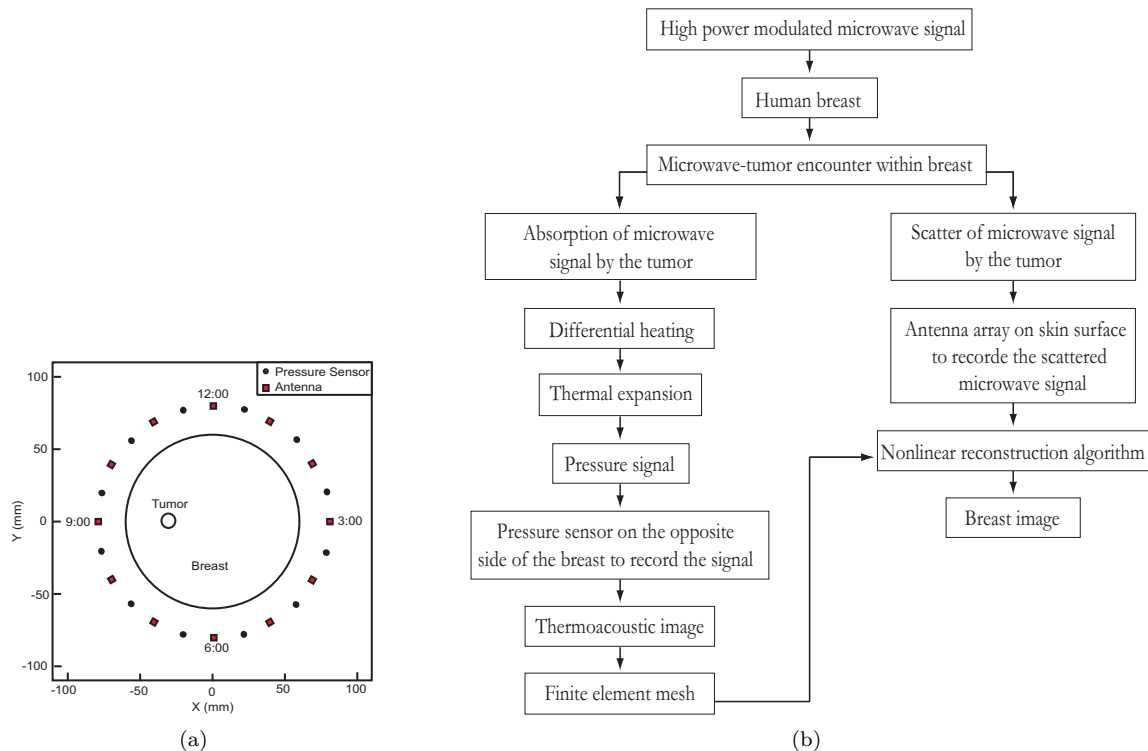 100
50
0
-50
-100
Y (mm)
-100
-50
0
50
100
X (mm)
Pressure Sensor
Antenna
12:00
9:00
3:00
6:00
Tumor
Breast
(a)
High power modulated microwave signal
Human breast
Microwave-tumor encounter within breast
Absorption of microwave
signal by the tumor
Differential heating
Thermal expansion
Pressure signal
Pressure sensor on the opposite
side of the breast to record the signal
Thermoacoustic image
Finite element mesh
Scatter of microwave signal
by the tumor
Antenna array on skin surface
to recorde the scattered
microwave signal
Nonlinear reconstruction algorithm
Breast image
(b)